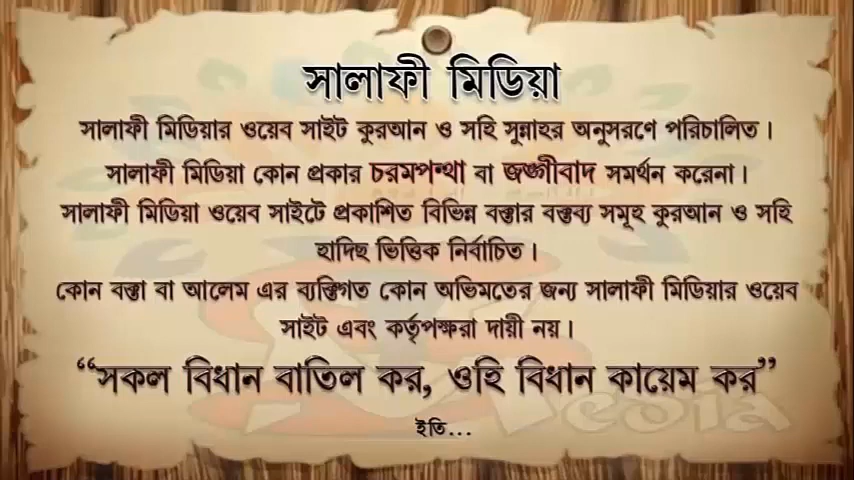 সালাফী মিডিয়া
সালাফী মিডিয়ার ওয়েব সাইট কুরআন ও সহি সুন্নাহর অনুসরণে পরিচালিত।
সালাফী মিডিয়া কোন প্রকার চরমপন্থা বা জঙ্গীবাদ সমর্থন করেনা।
সালাফী মিডিয়া ওয়েব সাইটে প্রকাশিত বিভিন্ন বক্তার বক্তব্য সমূহ কুরআন ও সহি
হাদিছ ভিত্তিক নির্বাচিত।
কোন বক্তা বা আলেম এর ব্যক্তিগত কোন অভিমতের জন্য সালাফী মিডিয়ার ওয়েব
সাইট এবং কর্তৃপক্ষরা দায়ী নয়।
“সকল বিধান বাতিল কর, ওহি বিধান কায়েম কর”
ইতি...